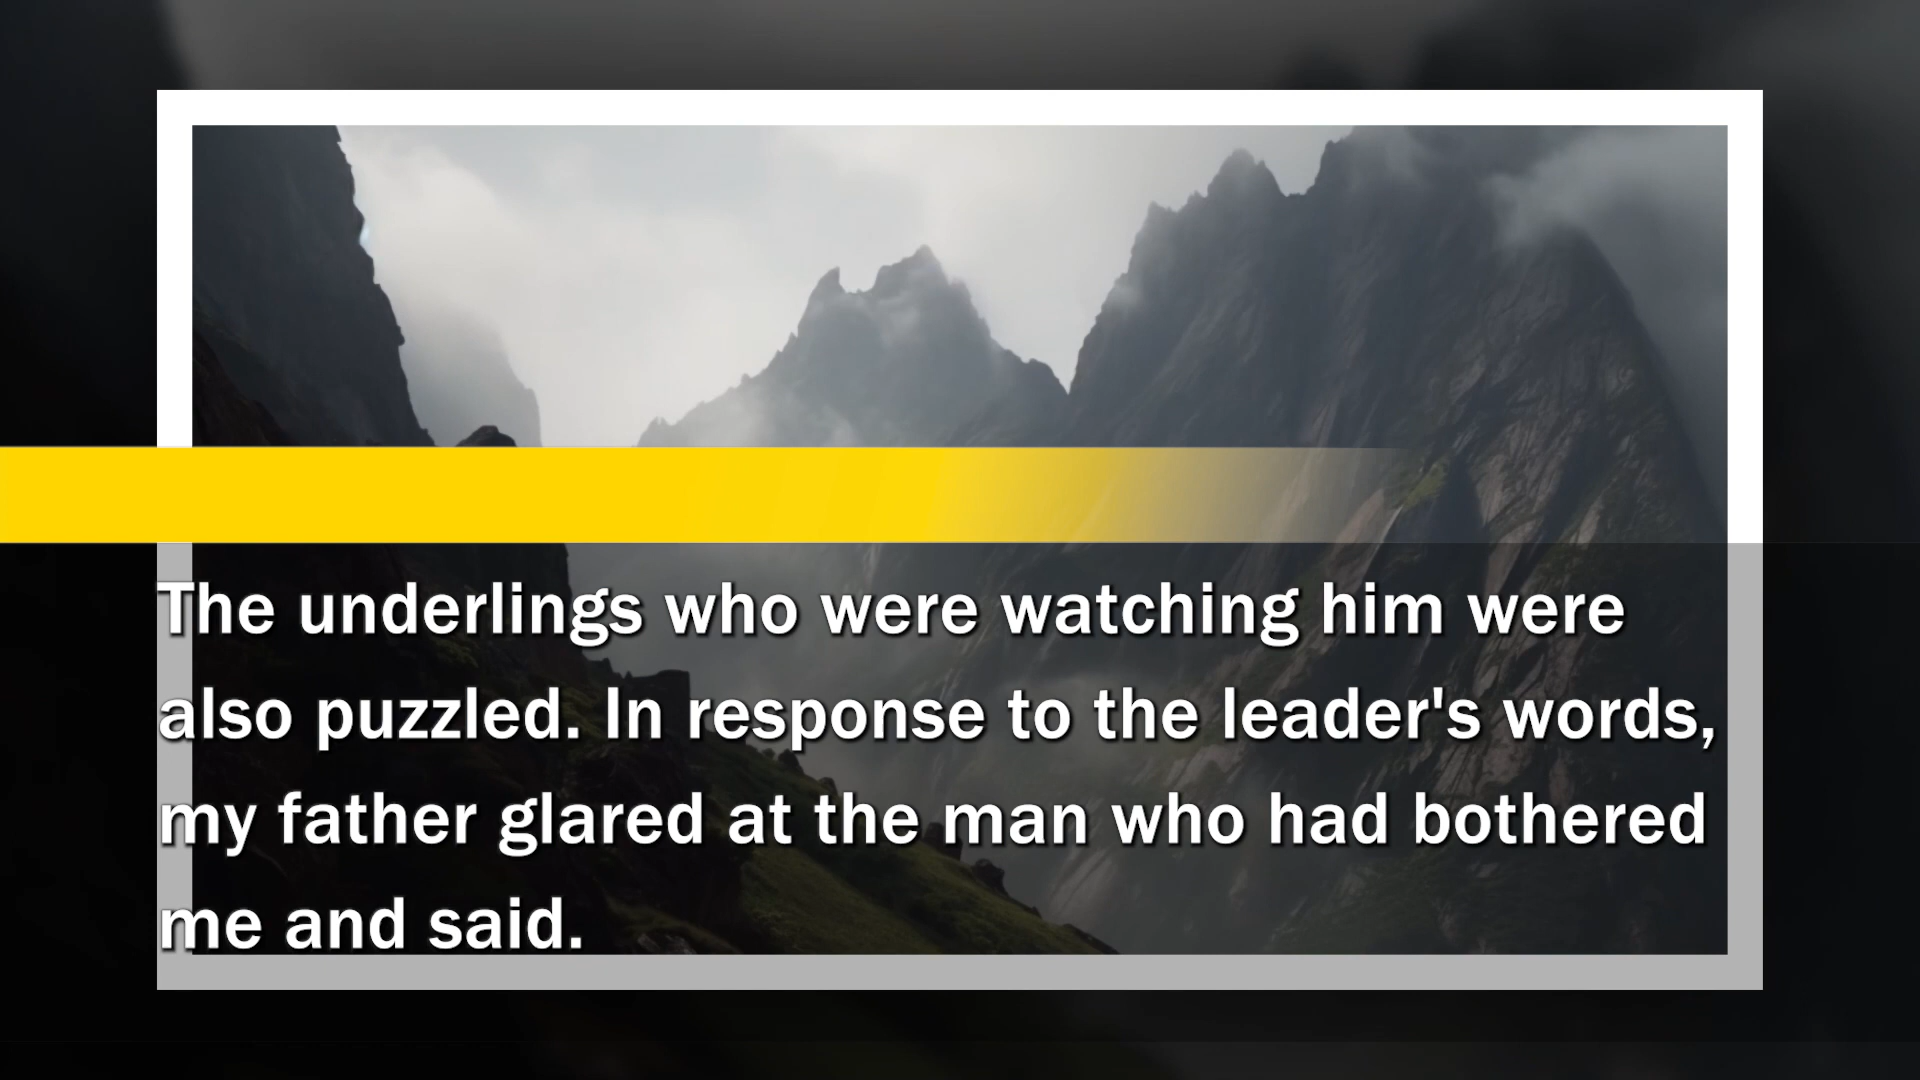 The underlings who were watching him were
also puzzled. In response to the leader's words,
my father glared at the man who had bothered
me and said.